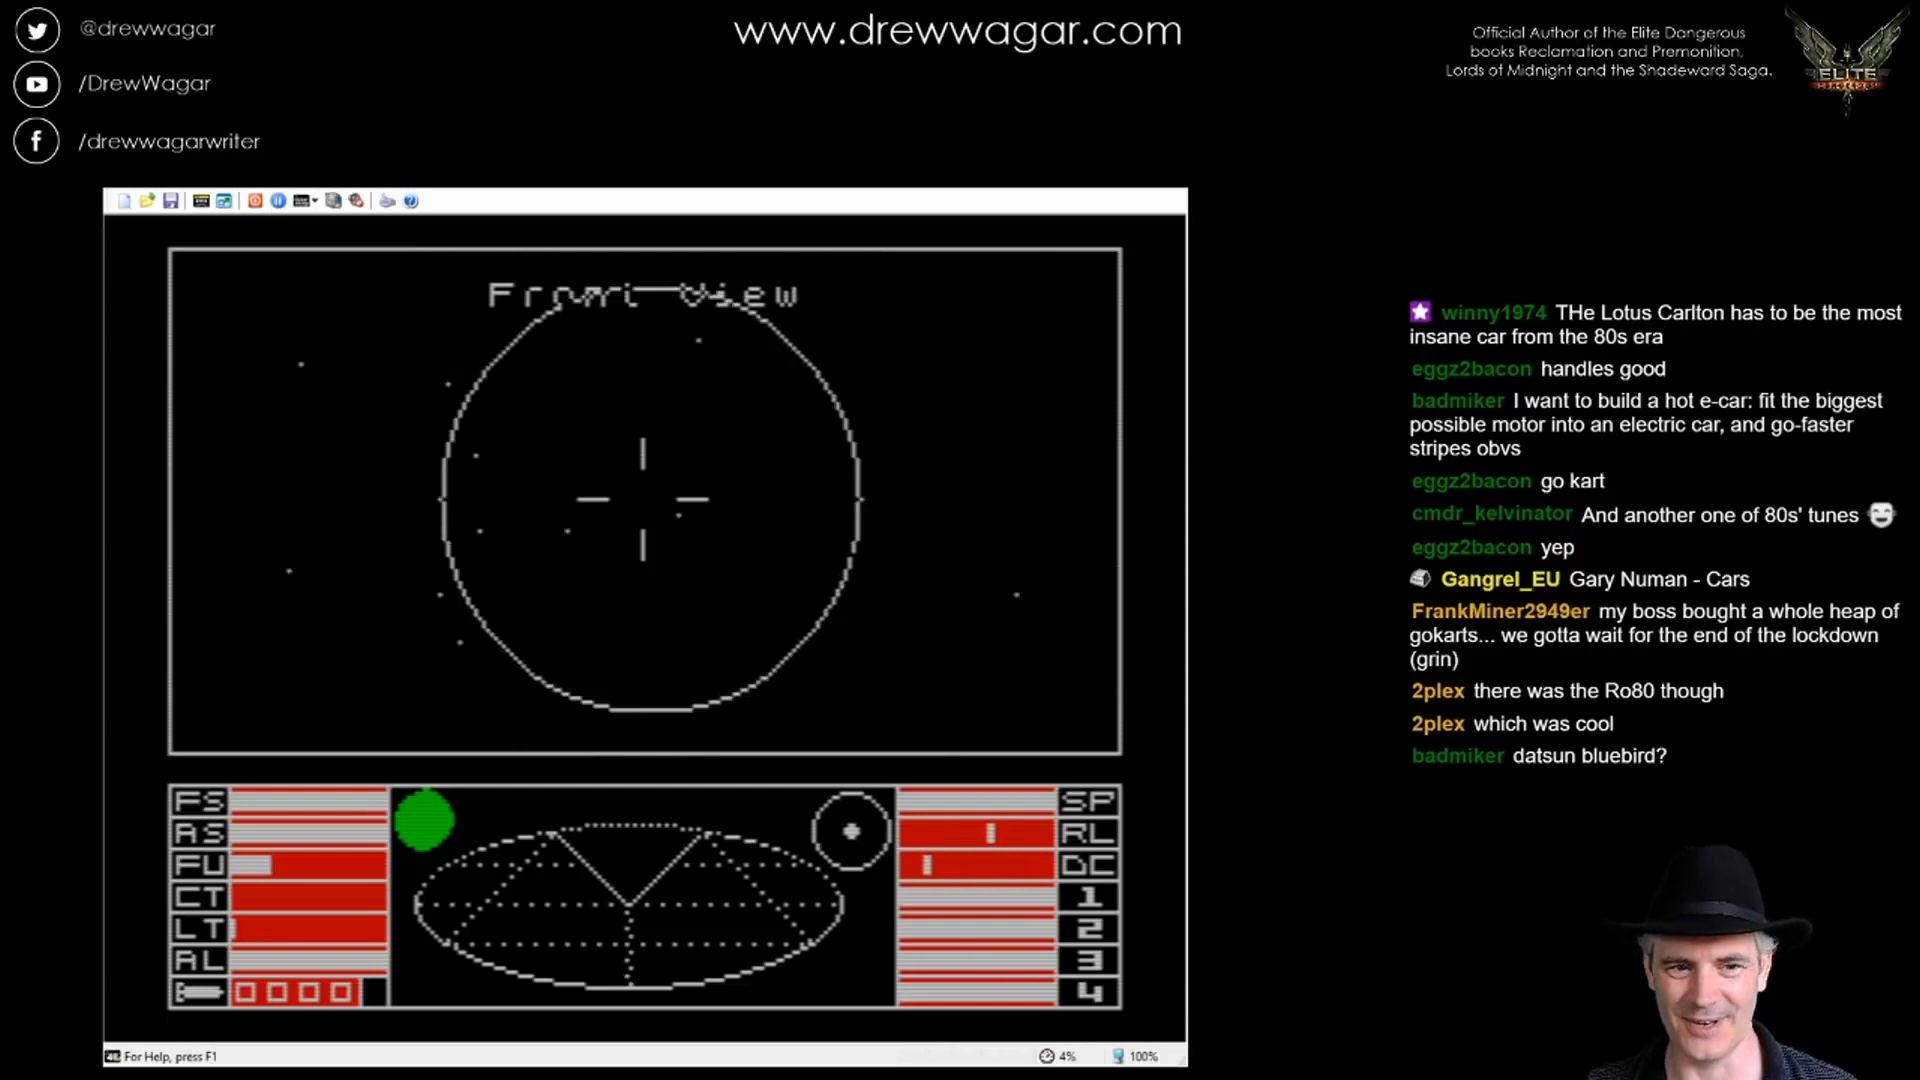 @drewwagar
/DrewWagar
/drewwagarwriter
www.drewwagar.com
Official Author of the Elite Dangerous
books Reclamation and Premonition,
Lords of Midnight and the Shadeward Saga.
ELITE
DANGEROUS
Front View
FS
AS
FU
CT
LT
AL
SP
RL
DC
1
2
3
4
For Help, press F1
4%
100%
winny1974 THe Lotus Carlton has to be the most
insane car from the 80s era
eggz2bacon handles good
badmiker I want to build a hot e-car: fit the biggest
possible motor into an electric car, and go-faster
stripes obvs
eggz2bacon go kart
cmdr_kelvinator And another one of 80s' tunes
eggz2bacon yep
Gangrel_EU Gary Numan - Cars
FrankMiner2949er my boss bought a whole heap of
gokarts... we gotta wait for the end of the lockdown
(grin)
2plex there was the Ro80 though
2plex which was cool
badmiker datsun bluebird?